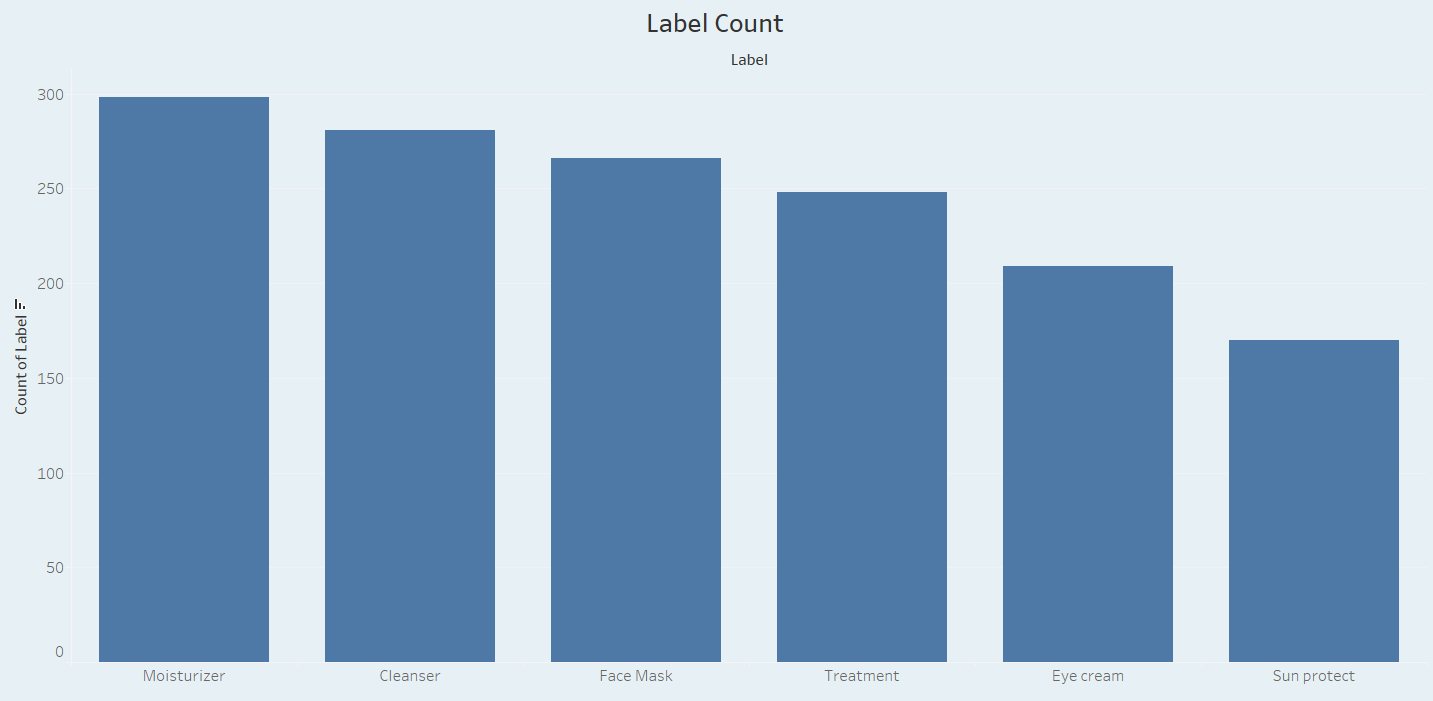 Label Count
Label
Count of Label
300
250
200
150
100
50
0
Moisturizer
Cleanser
Face Mask
Treatment
Eye cream
Sun protect